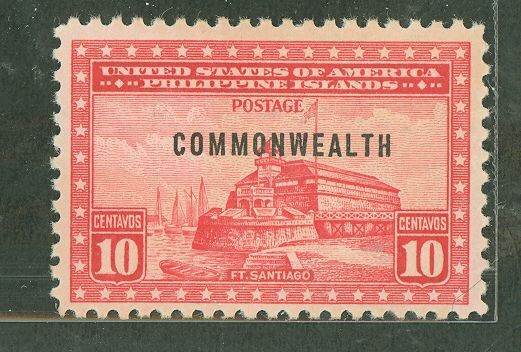 UNITED STATES OF AMERICA
PHILIPPINE ISLANDS
POSTAGE
COMMONWEALTH
CENTAVOS CENTAVOS
10 10
FT. SANTIAGO